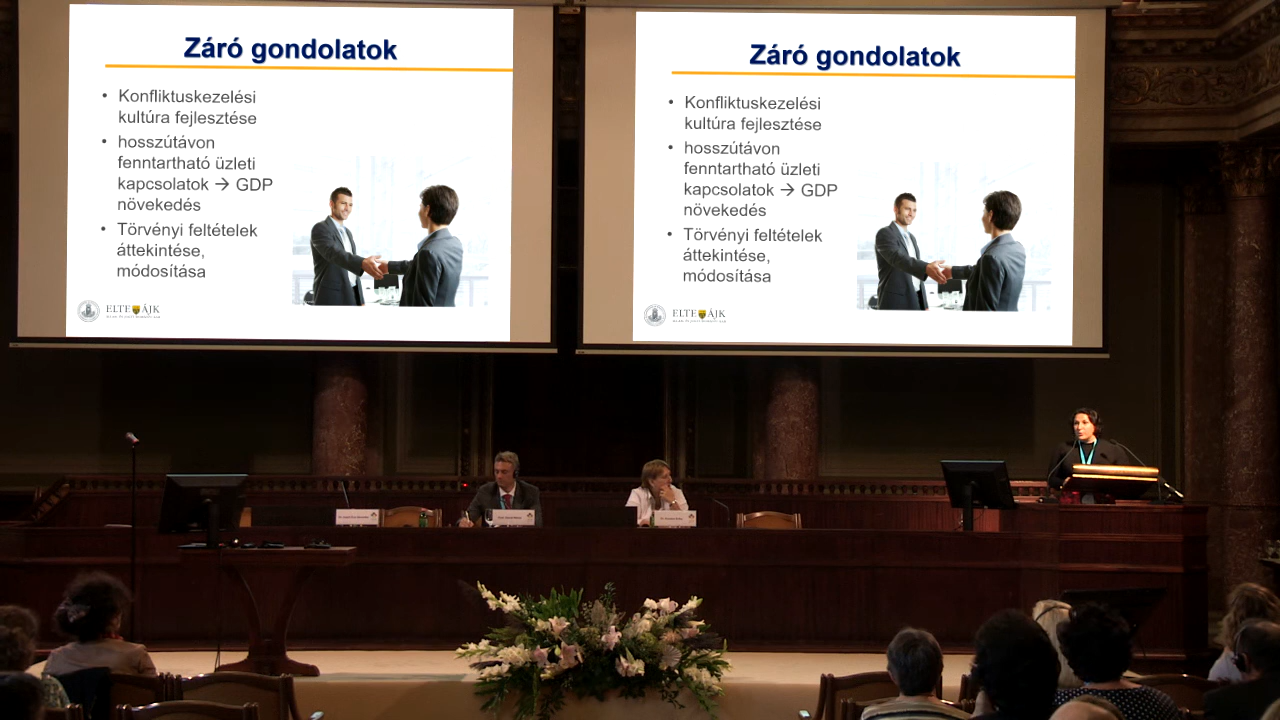 Záró gondolatok
• Konfliktuskezelési
kultúra fejlesztése
• hosszútávon
fenntartható üzleti
kapcsolatok → GDP
növekedés
• Törvényi feltételek
áttekintése,
módosítása
ELTE ÁJK
Záró gondolatok
• Konfliktuskezelési
kultúra fejlesztése
• hosszútávon
fenntartható üzleti
kapcsolatok → GDP
növekedés
• Törvényi feltételek
áttekintése,
módosítása
ELTE ÁJK